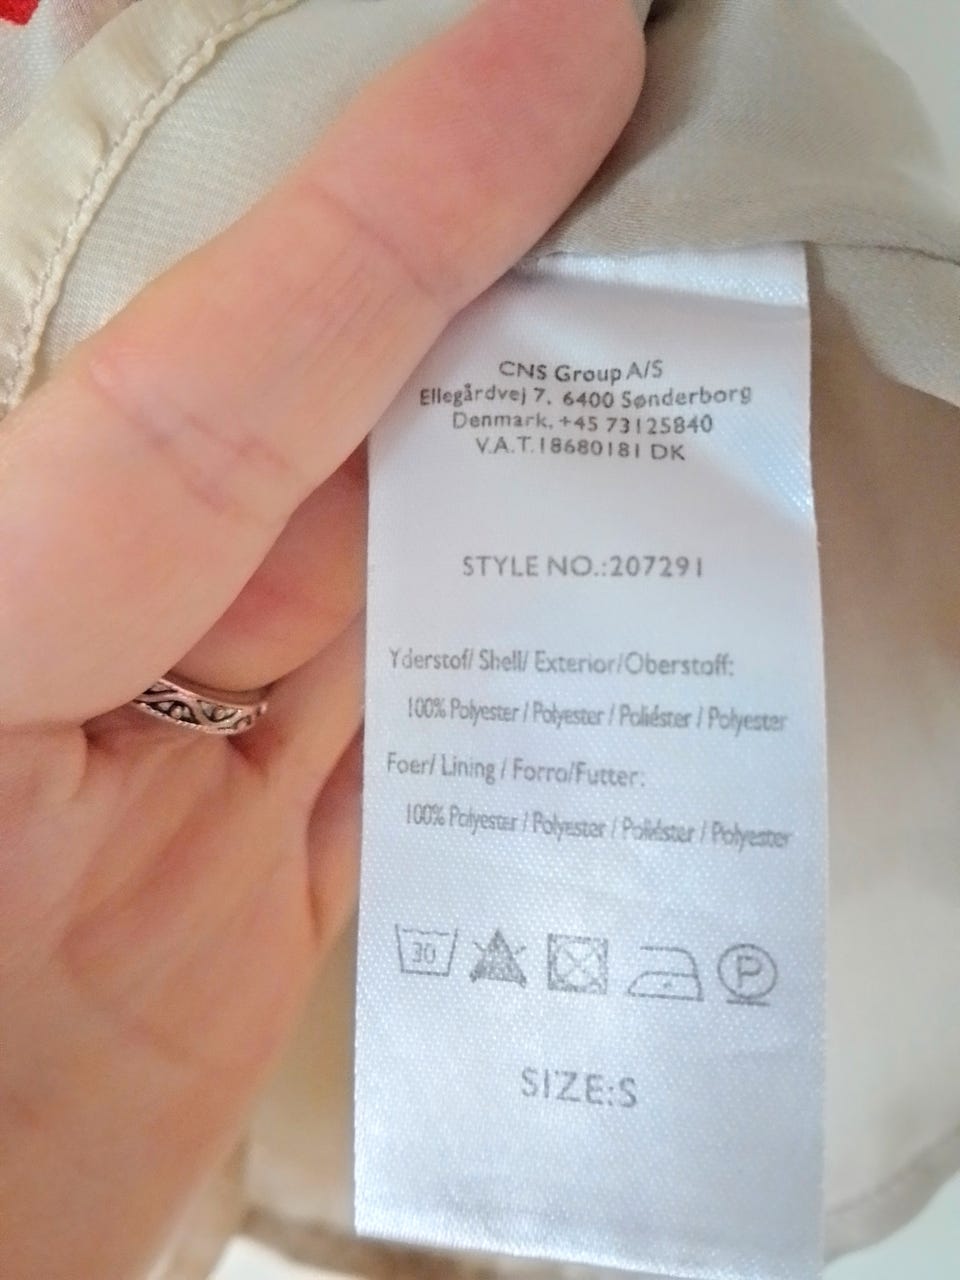 CNS Group A/S
Ellegårdvej 7, 6400 Sønderborg
Denmark, +45 73125840
V.A.T.18680181 DK
STYLE NO.:207291
Yderstof/ Shell/ Exterior/Oberstoff:
100% Polyester / Polyester / Poliéster / Polyester
Foer/ Lining / Forro/Futter:
100% Polyester / Polyester / Poliéster / Polyester
30 P
SIZE:S